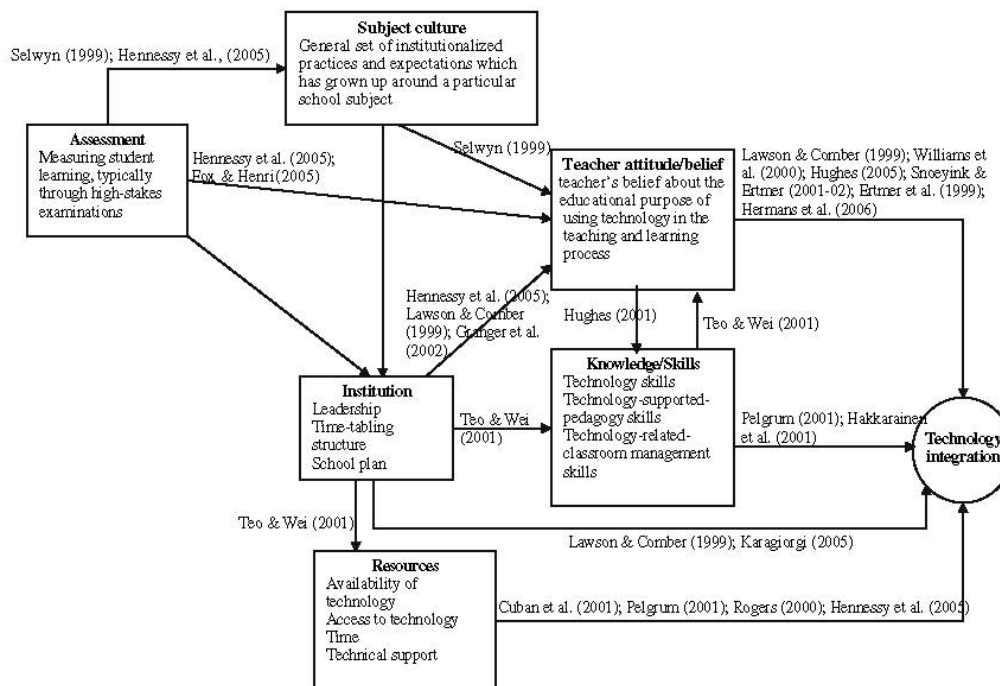 Subject culture
General set of institutionalized
practices and expectations which
has grown up around a particular
school subject
Selwyn (1999); Hennessy et al., (2005)
Assessment
Measuring student
learning, typically
through high-stakes
examinations
Hennessy et al. (2005);
Fox & Henri (2005)
Selwyn (1999)
Teacher attitude/belief
teacher's belief about the
educational purpose of
using technology in the
teaching and learning
process
Lawson & Comber (1999); Williams
et al. (2000); Hughes (2005); Snoeyink &
Ertmer (2001-02); Ertmer et al. (1999);
Hermans et al. (2006)
Hennessy et al. (2005);
Lawson & Comber
(1999); Granger et al.
(2002)
Hughes (2001)
Teo & Wei (2001)
Institution
Leadership
Time-tabling
structure
School plan
Teo & Wei
(2001)
Knowledge/Skills
Technology skills
Technology-supported-
pedagogy skills
Technology-related-
classroom management
skills
Pelgrum (2001); Hakkarainen
et al. (2001)
Technology
integration
Teo & Wei (2001)
Lawson & Comber (1999); Karagiorgi (2005)
Resources
Availability of
technology
Access to technology
Time
Technical support
Cuban et al. (2001); Pelgrum (2001); Rogers (2000); Hennessy et al. (2005)